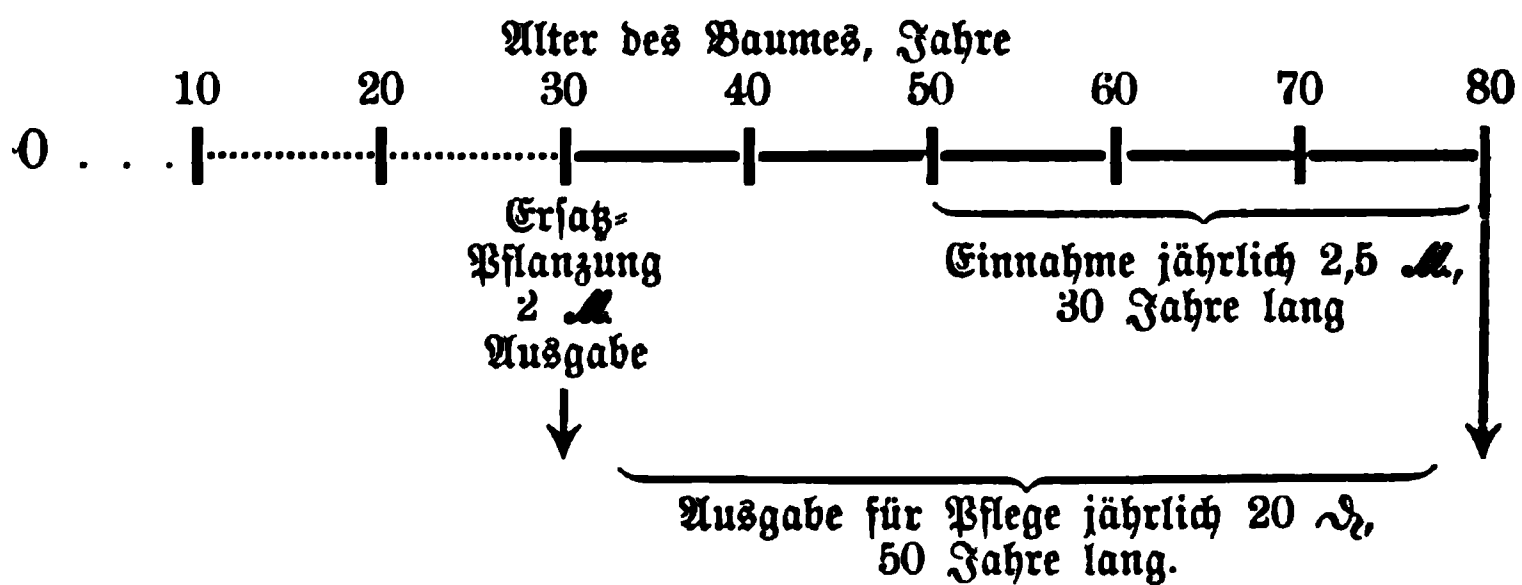 Alter des Baumes, Jahre
10 20 30 40 50 60 70 80
0 . . .
Ersatz=
Pflanzung
2 ℳ
Ausgabe
Einnahme jährlich 2,5 ℳ,
30 Jahre lang
Ausgabe für Pflege jährlich 20 ₰,
50 Jahre lang.